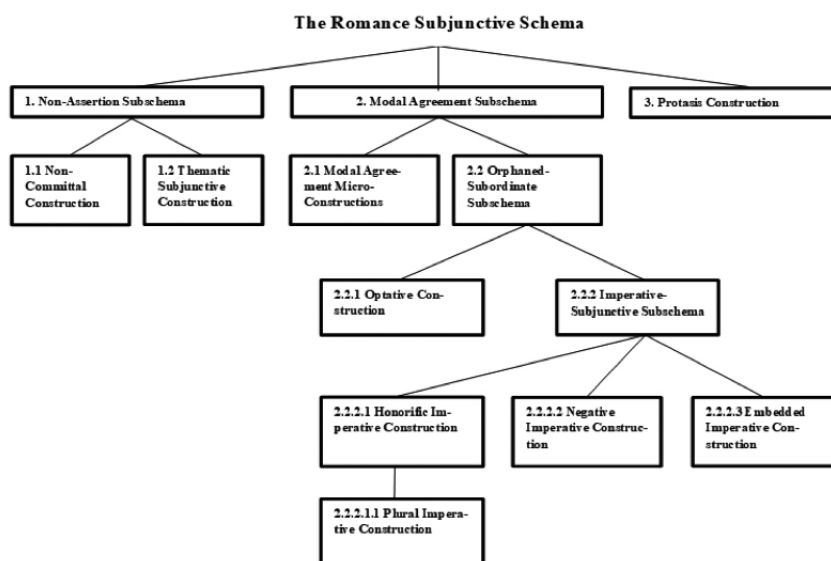 The Romance Subjunctive Schema
1. Non-Assertion Subschema
2. Modal Agreement Subschema
3. Protasis Construction
1.1 Non-
Committal
Construction
1.2 Thematic
Subjunctive
Construction
2.1 Modal Agree-
ment Micro-
Constructions
2.2 Orphaned-
Subordinate
Subschema
2.2.1 Optative Con-
struction
2.2.2 Imperative-
Subjunctive Subschema
2.2.2.1 Honorific Im-
perative Construction
2.2.2.2 Negative
Imperative Construc-
tion
2.2.2.3 Embedded
Imperative Con-
struction
2.2.2.1.1 Plural Impera-
tive Construction